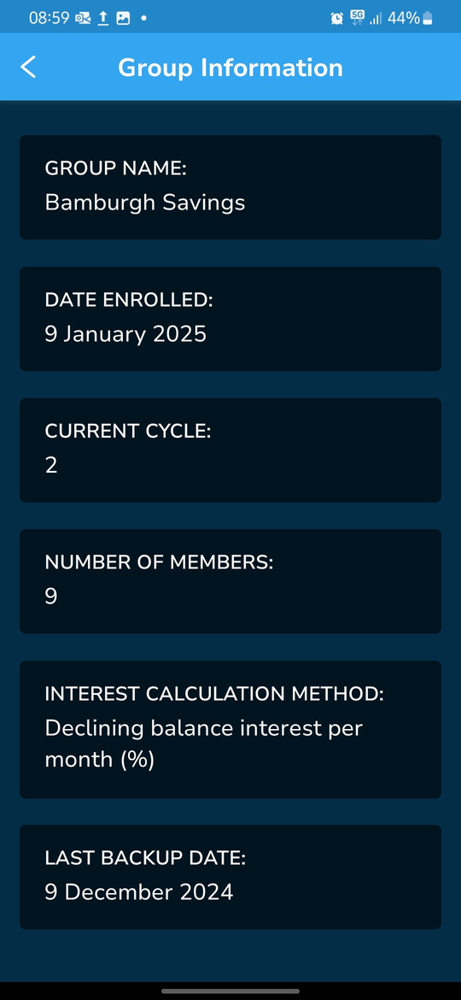 08:59
5G
44%
Group Information
GROUP NAME:
Bamburgh Savings
DATE ENROLLED:
9 January 2025
CURRENT CYCLE:
2
NUMBER OF MEMBERS:
9
INTEREST CALCULATION METHOD:
Declining balance interest per
month (%)
LAST BACKUP DATE:
9 December 2024